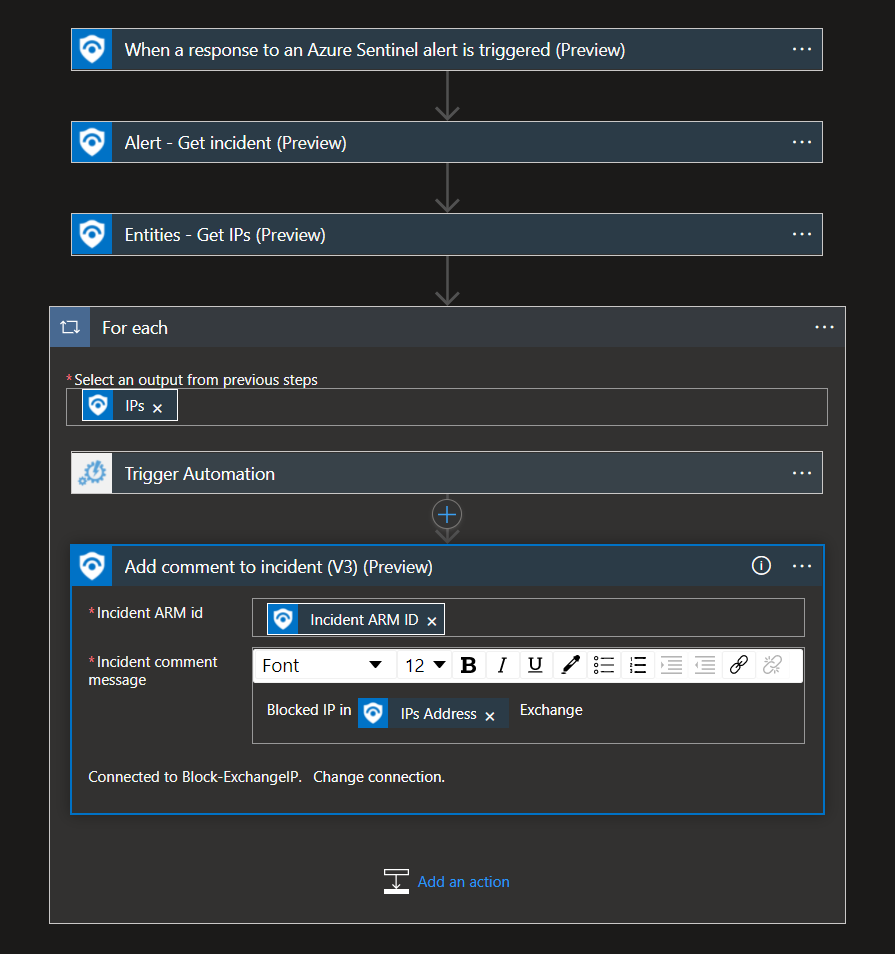 When a response to an Azure Sentinel alert is triggered (Preview)
Alert - Get incident (Preview)
Entities - Get IPs (Preview)
For each
*Select an output from previous steps
IPs ×
Trigger Automation
Add comment to incident (V3) (Preview)
*Incident ARM id
Incident ARM ID ×
*Incident comment
message
Font 12 B I U
Blocked IP in IPs Address × Exchange
Connected to Block-ExchangeIP. Change connection.
Add an action